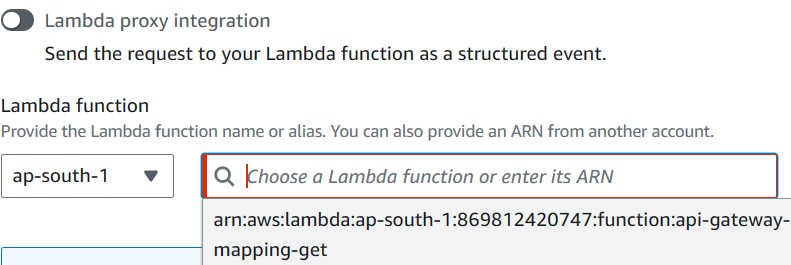 Lambda proxy integration
Send the request to your Lambda function as a structured event.
Lambda function
Provide the Lambda function name or alias. You can also provide an ARN from another account.
ap-south-1
Choose a Lambda function or enter its ARN
arn:aws:lambda:ap-south-1:869812420747:function:api-gateway-
mapping-get